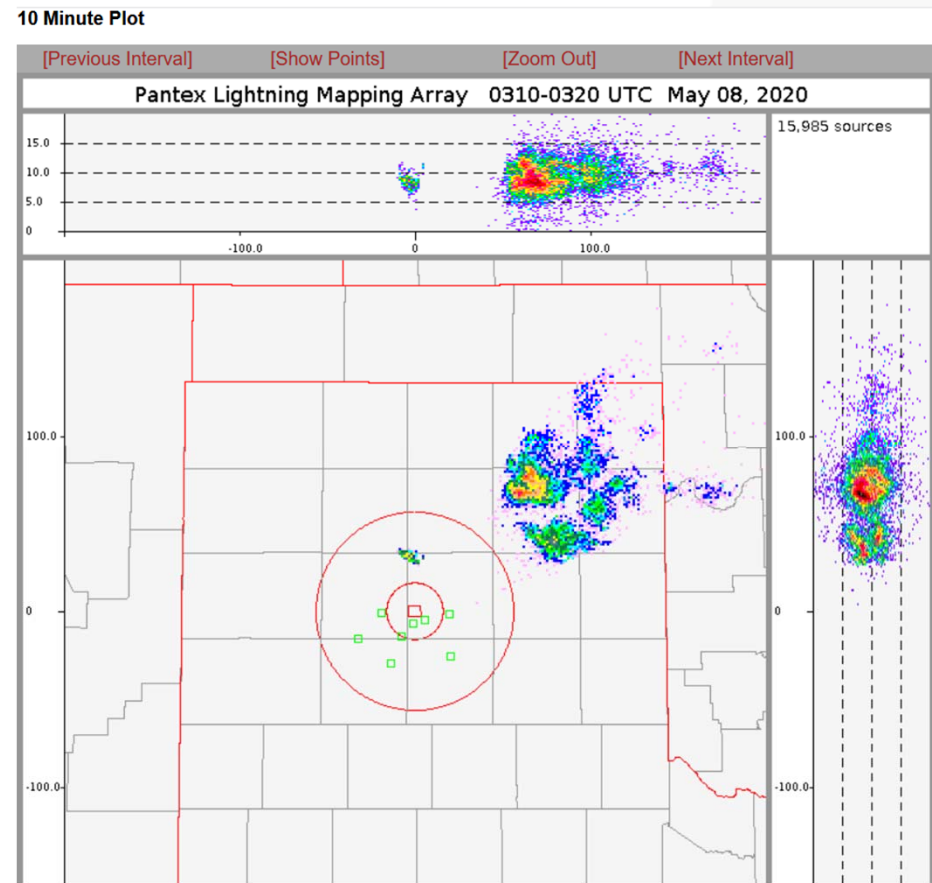 10 Minute Plot
[Previous Interval] [Show Points] [Zoom Out] [Next Interval]
Pantex Lightning Mapping Array 0310-0320 UTC May 08, 2020
15,985 sources
15.0
10.0
5.0
0
-100.0 0 100.0
100.0 100.0
0 0
-100.0 -100.0